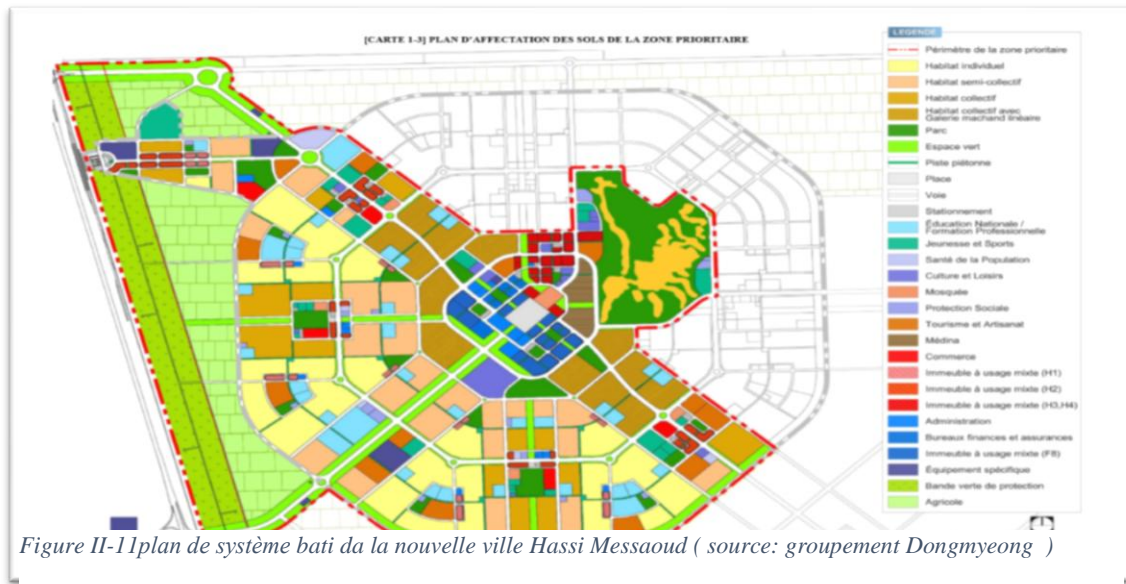 [CARTE 1-3] PLAN D'AFFECTATION DES SOLS DE LA ZONE PRIORITAIRE
LEGENDE
Périmètre de la zone prioritaire
Habitat individuel
Habitat semi-collectif
Habitat collectif
Habitat collectif avec
Galerie machand linéaire
Parc
Espace vert
Piste piétonne
Place
Voie
Stationnement
Éducation Nationale /
Formation Professionnelle
Jeunesse et Sports
Santé de la Population
Culture et Loisirs
Mosquée
Protection Sociale
Tourisme et Artisanat
Médina
Commerce
Immeuble à usage mixte (H1)
Immeuble à usage mixte (H2)
Immeuble à usage mixte (H3,H4)
Administration
Bureaux finances et assurances
Immeuble à usage mixte (FB)
Équipement spécifique
Bande verte de protection
Agricole
Figure II-11plan de système bati da la nouvelle ville Hassi Messaoud ( source: groupement Dongmyeong )